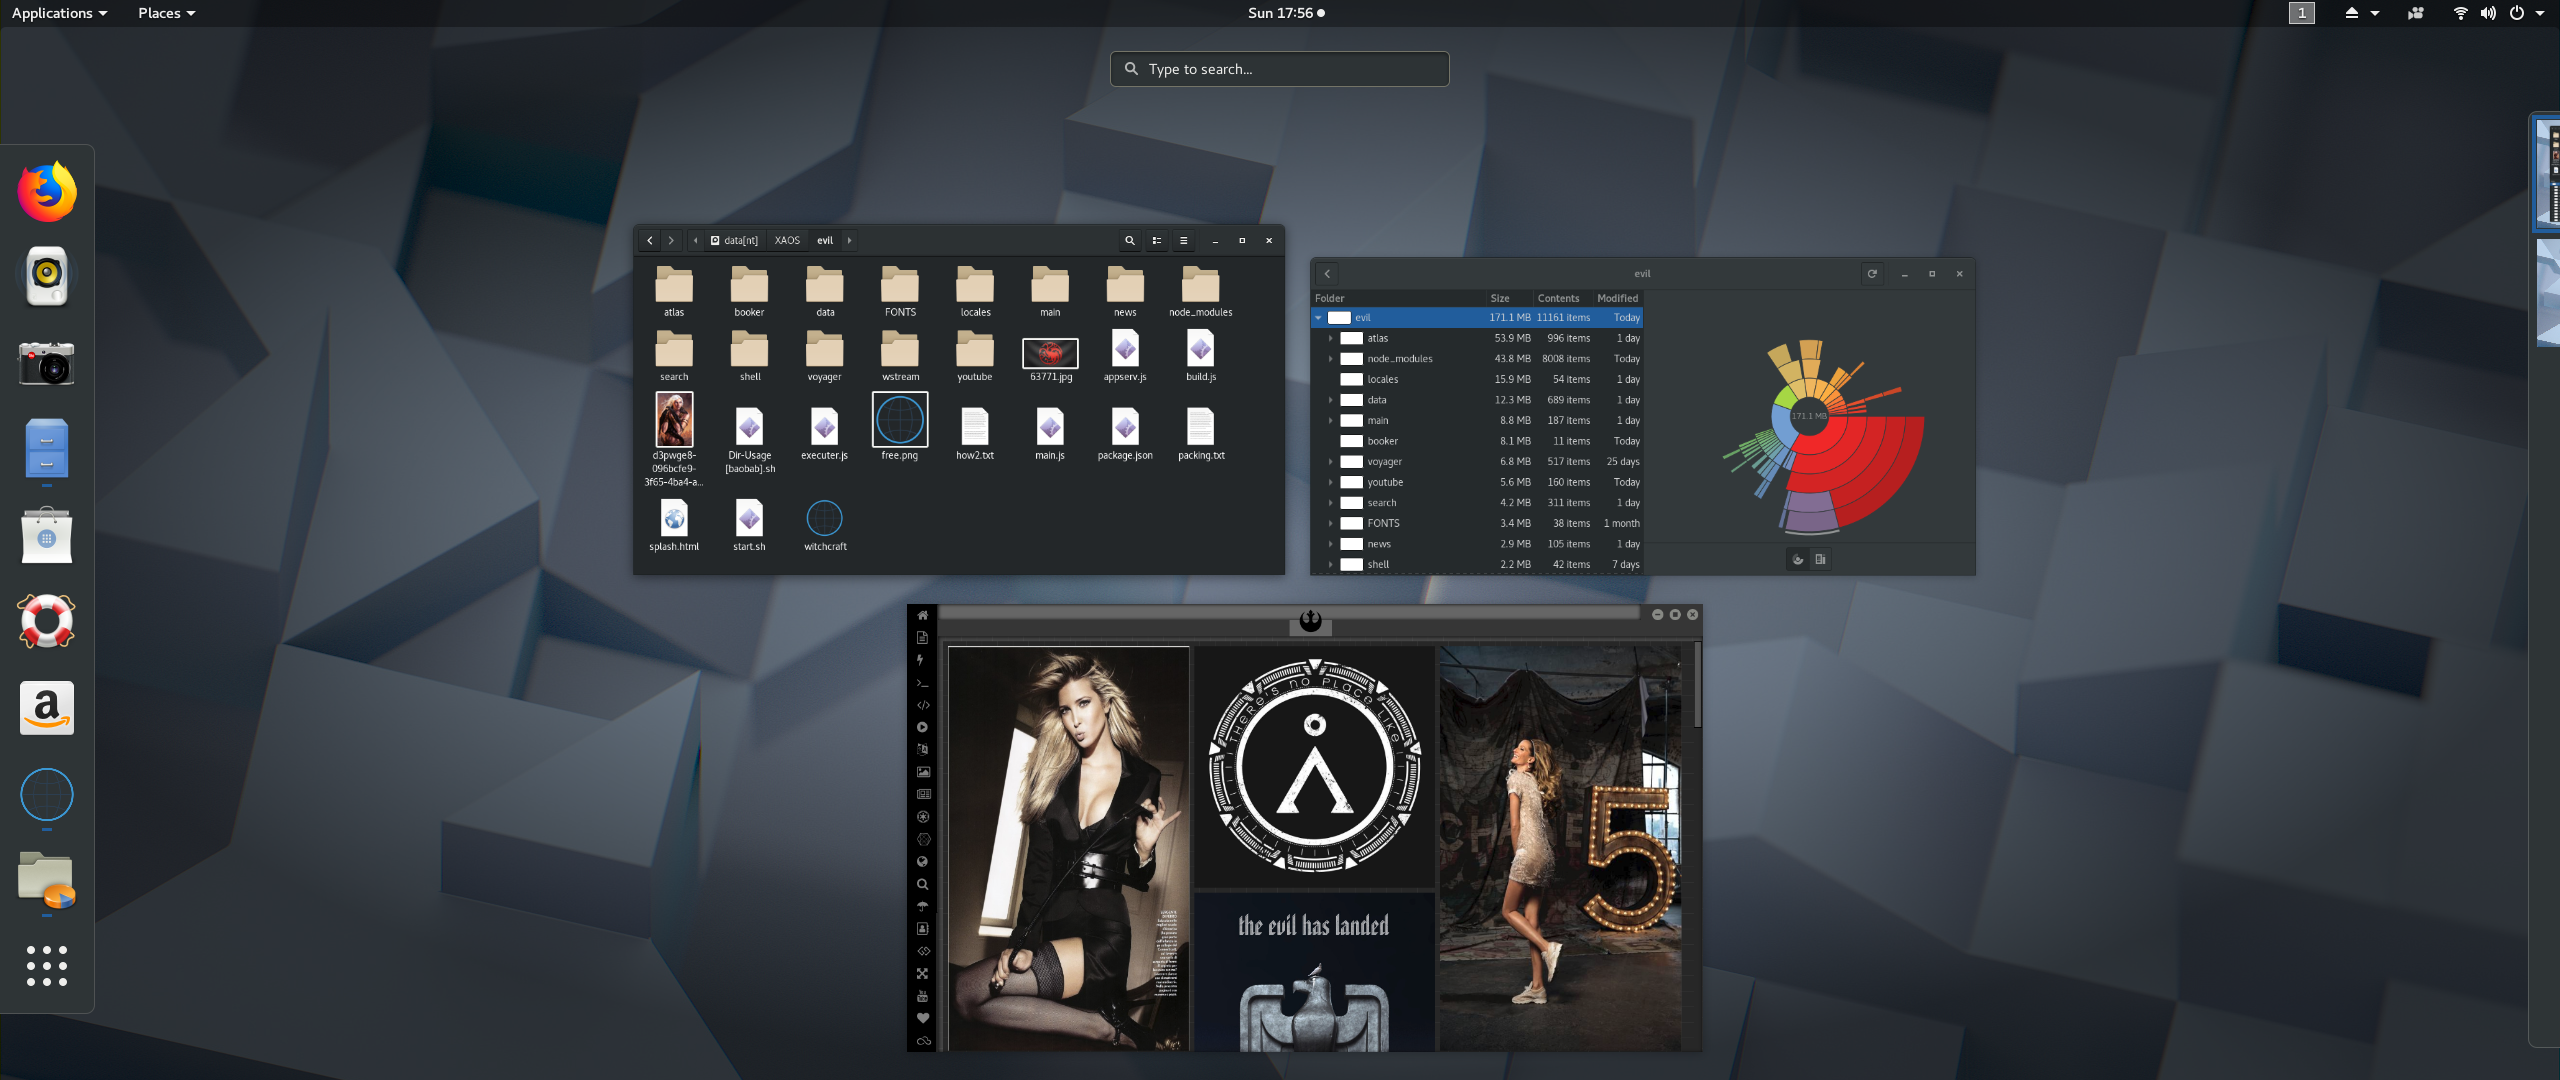 Applications Places Sun 17:56 1
Type to search...
data[nt] XAOS evil
atlas booker data FONTS locales main news node_modules
search shell voyager wstream youtube 63771.jpg appserv.js build.js
d3pwge8-
096bcfe9-
3f65-4ba4-a... Dir-Usage
[baobab].sh executer.js free.png how2.txt main.js package.json packing.txt
splash.html start.sh witchcraft
evil
Folder Size Contents Modified
evil 171.1 MB 11161 items Today
atlas 53.9 MB 996 items 1 day
node_modules 43.8 MB 8008 items Today
locales 15.9 MB 54 items 1 day
data 12.3 MB 689 items 1 day
main 8.8 MB 187 items 1 day
booker 8.1 MB 11 items Today
voyager 6.8 MB 517 items 25 days
youtube 5.6 MB 160 items Today
search 4.2 MB 311 items 1 day
FONTS 3.4 MB 38 items 1 month
news 2.9 MB 105 items 1 day
shell 2.2 MB 42 items 7 days
171.1 MB
a
THERE'S NO PLACE LIKE
the evil has landed
5